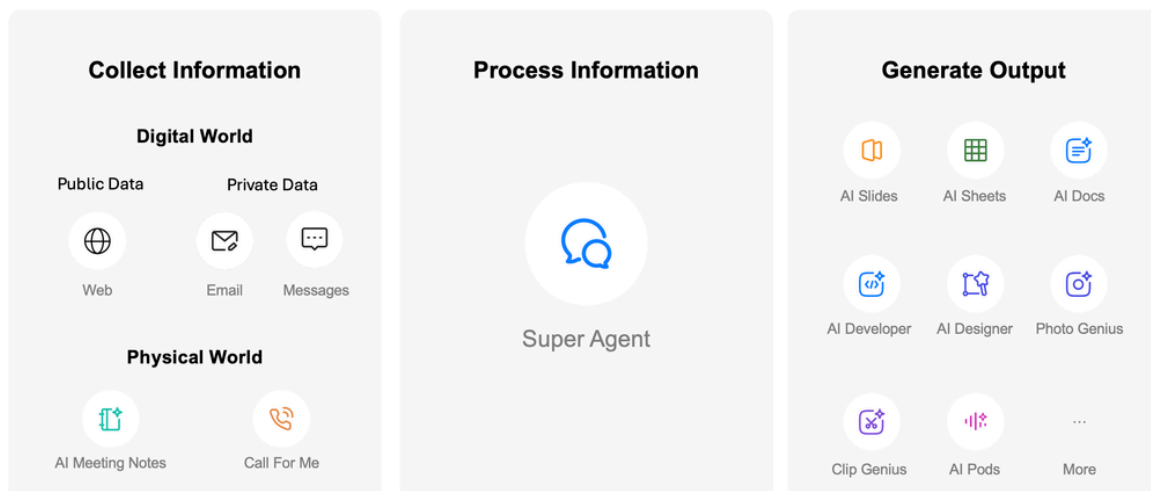 Collect Information
Digital World
Public Data
Private Data
Web
Email
Messages
Physical World
AI Meeting Notes
Call For Me
Process Information
Super Agent
Generate Output
AI Slides
AI Sheets
AI Docs
AI Developer
AI Designer
Photo Genius
Clip Genius
AI Pods
More